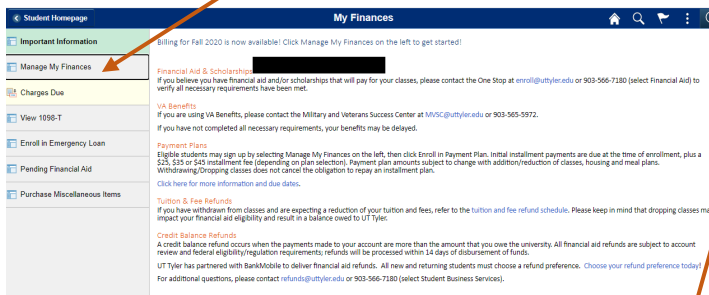 Student Homepage
My Finances
Important Information
Manage My Finances
Charges Due
View 1098-T
Enroll in Emergency Loan
Pending Financial Aid
Purchase Miscellaneous Items
Billing for Fall 2020 is now available! Click Manage My Finances on the left to get started!
Financial Aid & Scholarships
If you believe you have financial aid and/or scholarships that will pay for your classes, please contact the One Stop at enroll@uttyler.edu or 903-566-7180 (select Financial Aid) to
verify all necessary requirements have been met.
VA Benefits
If you are using VA Benefits, please contact the Military and Veterans Success Center at MVSC@uttyler.edu or 903-565-5972.
If you have not completed all necessary requirements, your benefits may be delayed.
Payment Plans
Eligible students may sign up by selecting Manage My Finances on the left, then click Enroll in Payment Plan. Initial installment payments are due at the time of enrollment, plus a
$25, $35 or $45 installment fee (depending on plan selection). Payment plan amounts subject to change with addition/reduction of classes, housing and meal plans.
Withdrawing/Dropping classes does not cancel the obligation to repay an installment plan.
Click here for more information and due dates.
Tuition & Fee Refunds
If you have withdrawn from classes and are expecting a reduction of your tuition and fees, refer to the tuition and fee refund schedule. Please keep in mind that dropping classes ma
impact your financial aid eligibility and result in a balance owed to UT Tyler.
Credit Balance Refunds
A credit balance refund occurs when the payments made to your account are more than the amount that you owe the university. All financial aid refunds are subject to account
review and federal eligibility/regulation requirements; refunds will be processed within 14 days of disbursement of funds.
UT Tyler has partnered with BankMobile to deliver financial aid refunds. All new and returning students must choose a refund preference. Choose your refund preference today!
For additional questions, please contact refunds@uttyler.edu or 903-566-7180 (select Student Business Services).